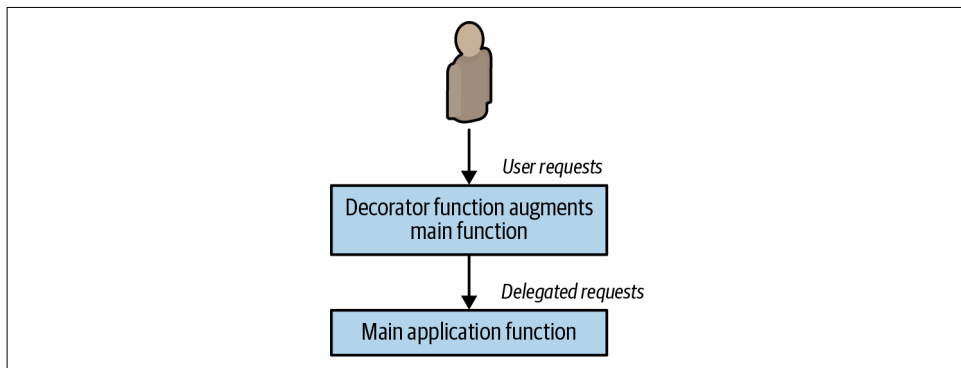 User requests
Decorator function augments
main function
Delegated requests
Main application function